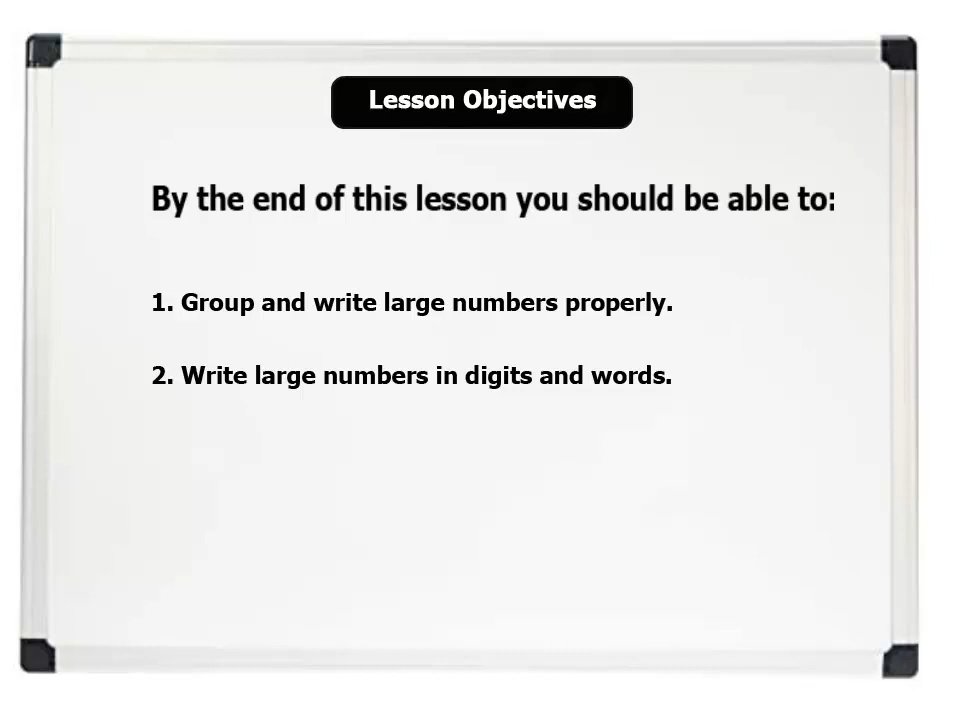 Lesson Objectives
By the end of this lesson you should be able to:
1. Group and write large numbers properly.
2. Write large numbers in digits and words.